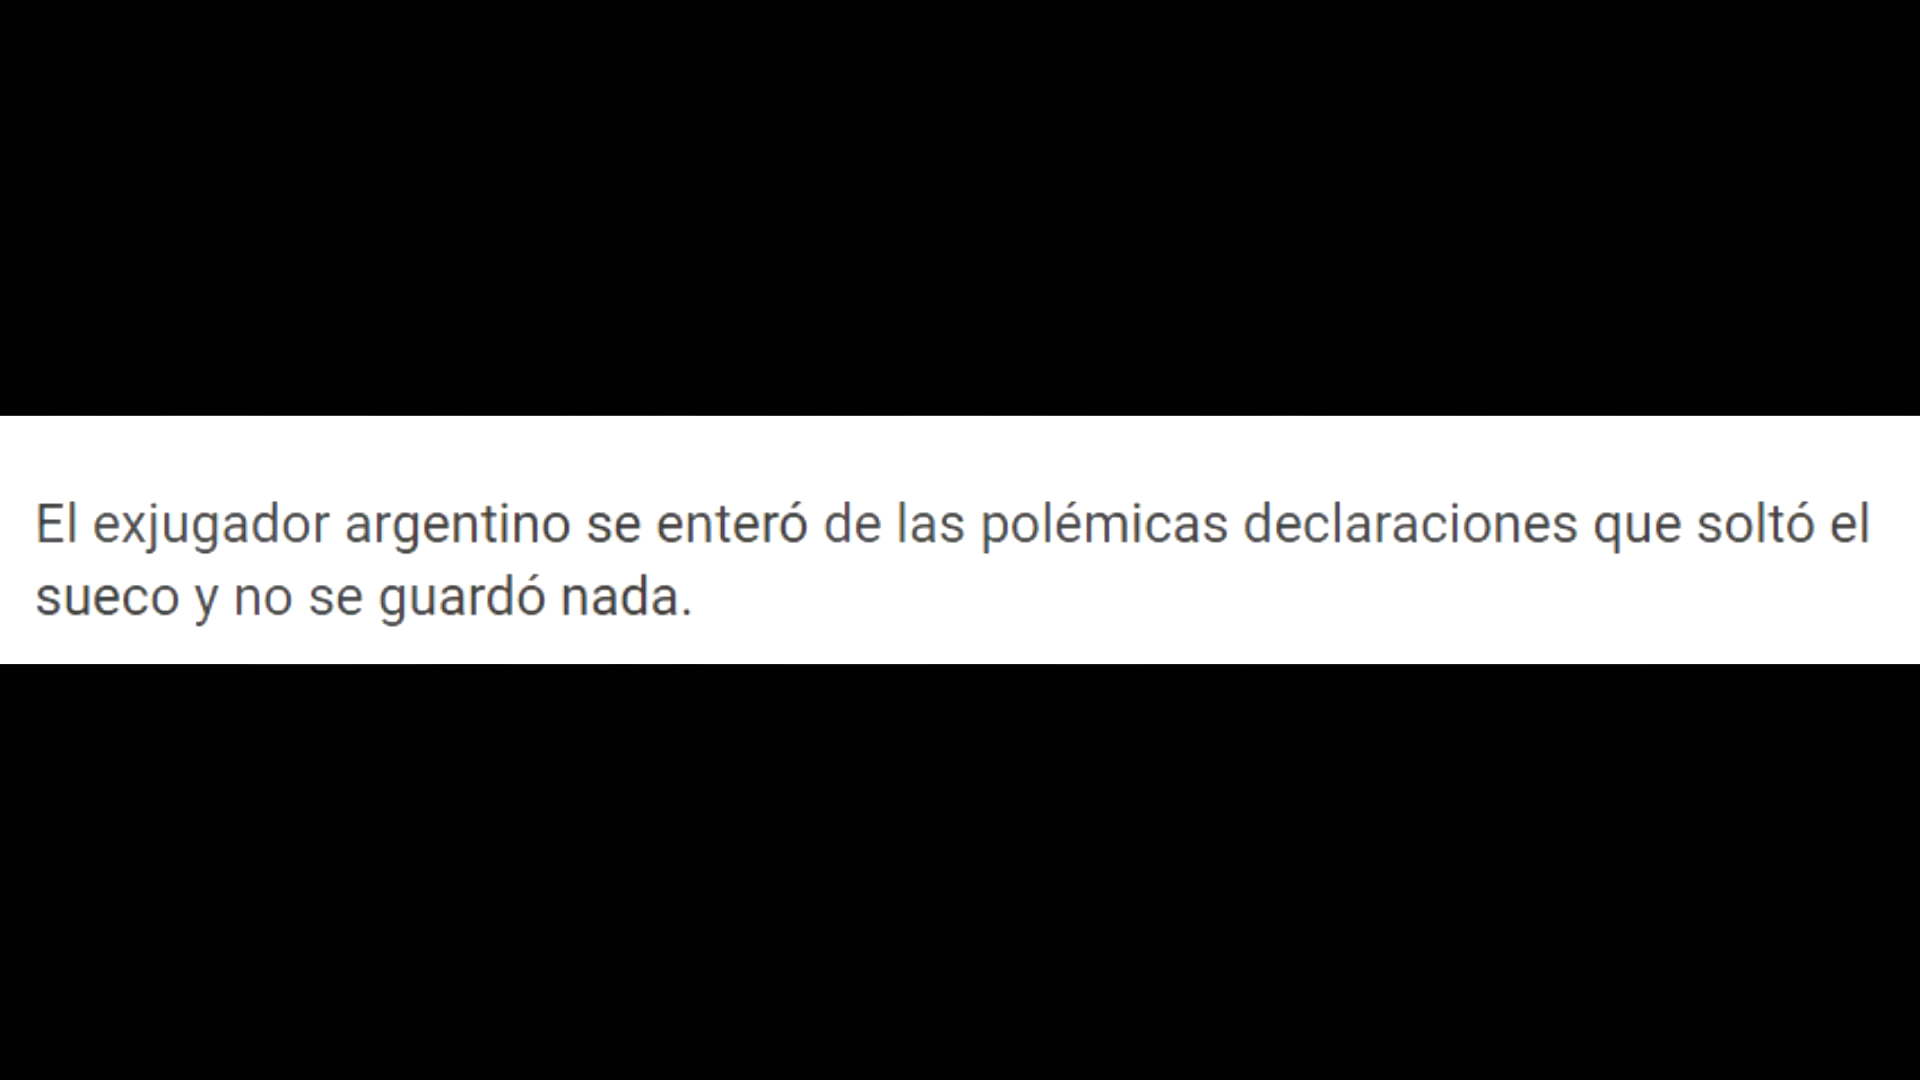 El exjugador argentino se enteró de las polémicas declaraciones que soltó el
sueco y no se guardó nada.